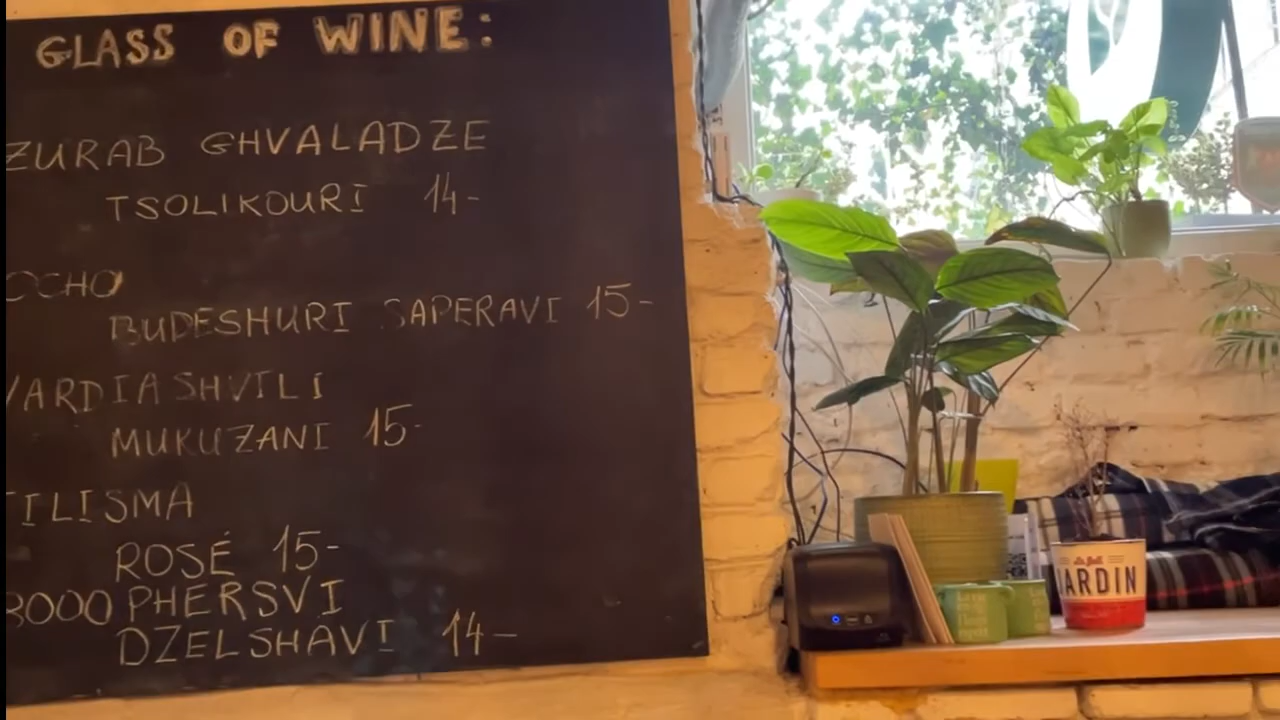 GLASS OF WINE:
ZURAB GHVALADZE
TSOLIKOURI 14-
OCHO
BUDESHURI SAPERAVI 15-
VARDIASHVILI
MUKUZANI 15-
TILISMA
ROSÉ 15-
8000 PHERSVI
DZELSHAVI 14-
JARDIN